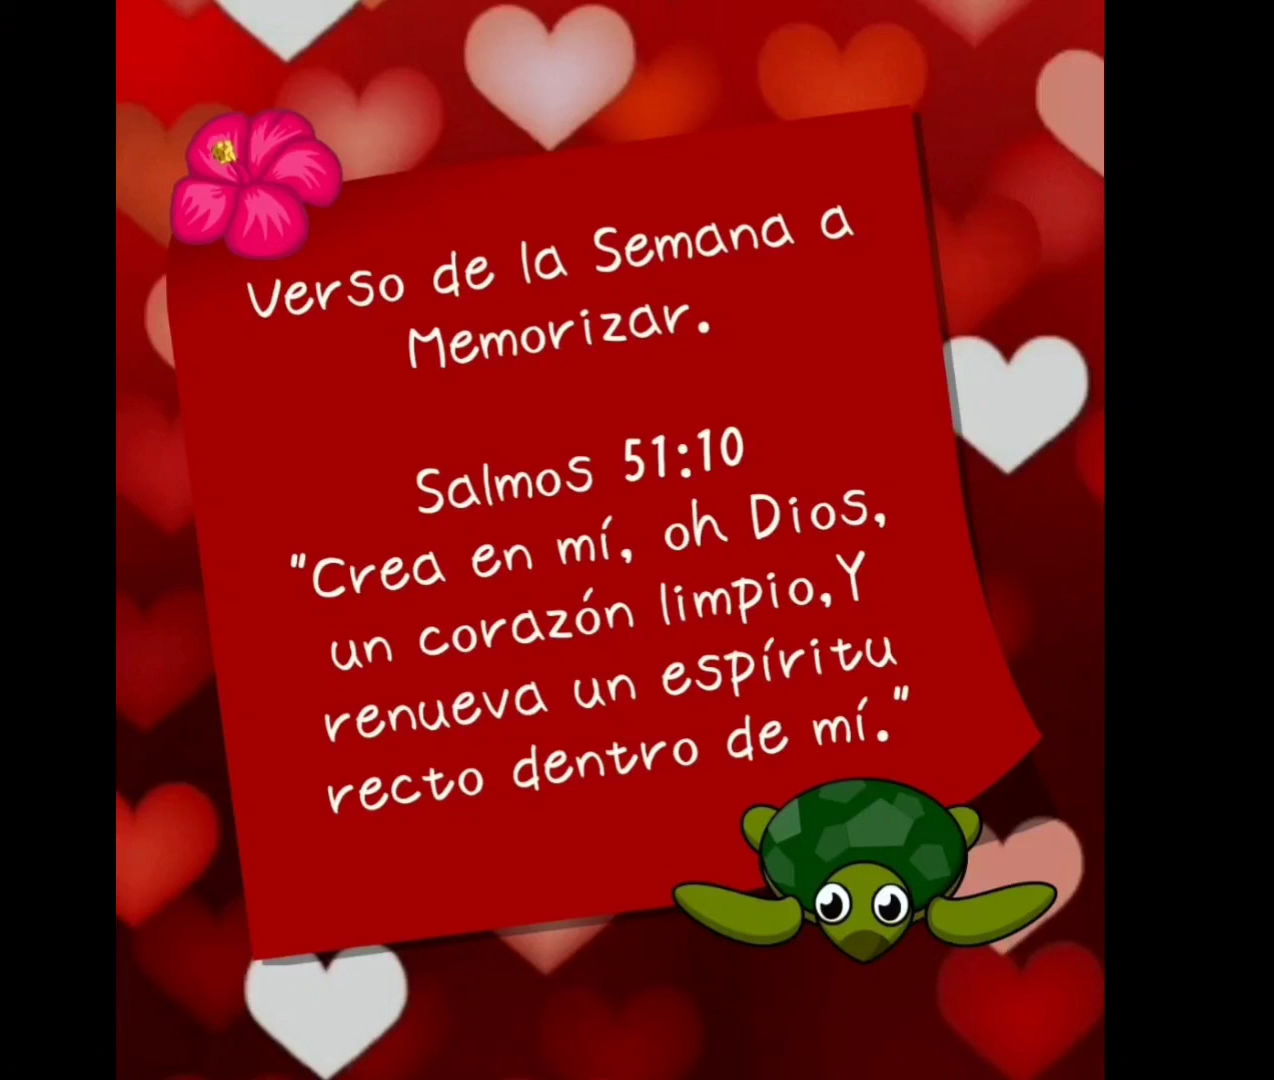 Verso de la Semana a
Memorizar.
Salmos 51:10
"Crea en mí, oh Dios,
un corazón limpio,Y
renueva un espíritu
recto dentro de mí."